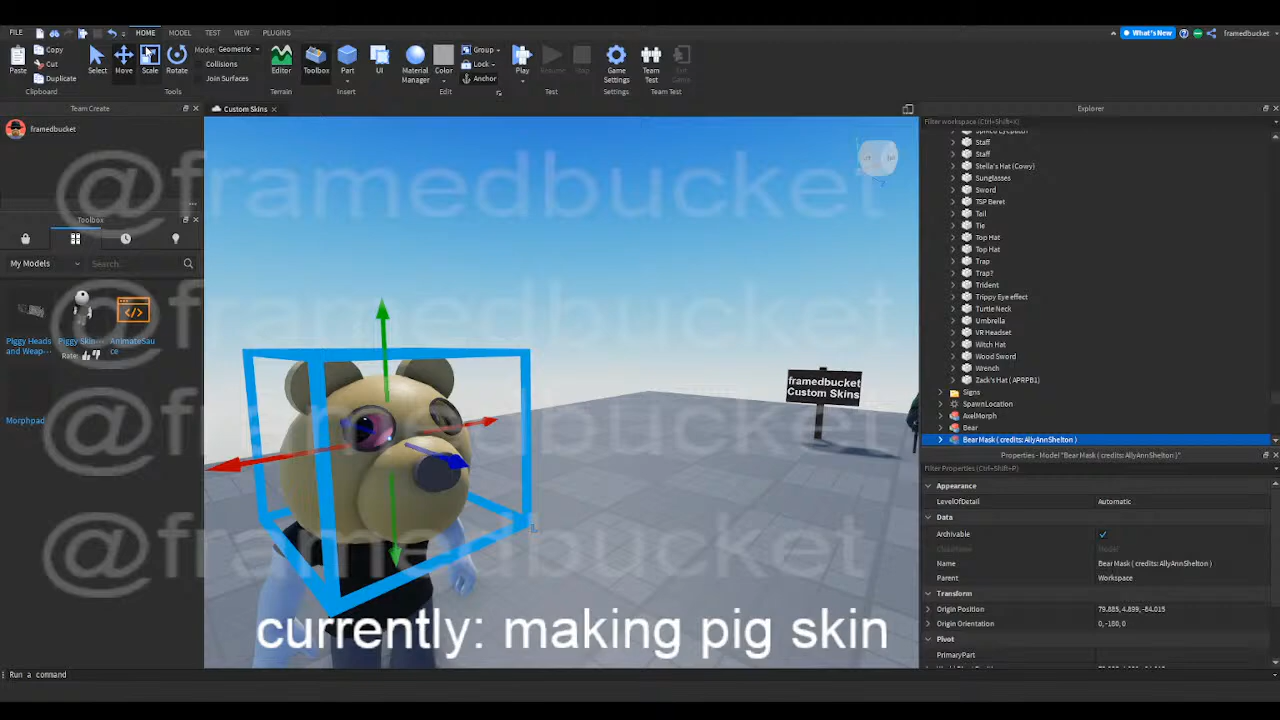 FILE
HOME
MODEL
TEST
VIEW
PLUGINS
What's New
framedbucket
Paste
Copy
Cut
Duplicate
Clipboard
Select
Move
Scale
Rotate
Mode: Geometric
Collisions
Join Surfaces
Tools
Editor
Terrain
Toolbox
Part
UI
Insert
Material Manager
Color
Group
Lock
Anchor
Edit
Play
Test
Game Settings
Settings
Team Test
Team Test
Team Create
framedbucket
Toolbox
My Models
Search...
Piggy Heads and Weap...
Piggy Skin...
Rate:
AnimateSauce
Morphpad
Custom Skins
@framedbucket
@framedbucket
@framedbucket
framedbucket
Custom Skins
currently: making pig skin
Explorer
Filter workspace (Ctrl+Shift+X)
Staff
Staff
Stella's Hat (Cowy)
Sunglasses
Sword
TSP Beret
Tail
Tie
Top Hat
Top Hat
Trap
Trap?
Trident
Trippy Eye effect
Turtle Neck
Umbrella
VR Headset
Witch Hat
Wood Sword
Wrench
Zack's Hat ( APRPB1)
Signs
SpawnLocation
AxelMorph
Bear
Bear Mask ( credits: AllyAnnShelton )
Properties - Model "Bear Mask ( credits: AllyAnnShelton )"
Filter Properties (Ctrl+Shift+P)
Appearance
LevelOfDetail Automatic
Data
Archivable
ClassName Model
Name Bear Mask ( credits: AllyAnnShelton )
Parent Workspace
Transform
Origin Position 79.885, 4.899, -64.015
Origin Orientation 0, -180, 0
Pivot
PrimaryPart
Run a command